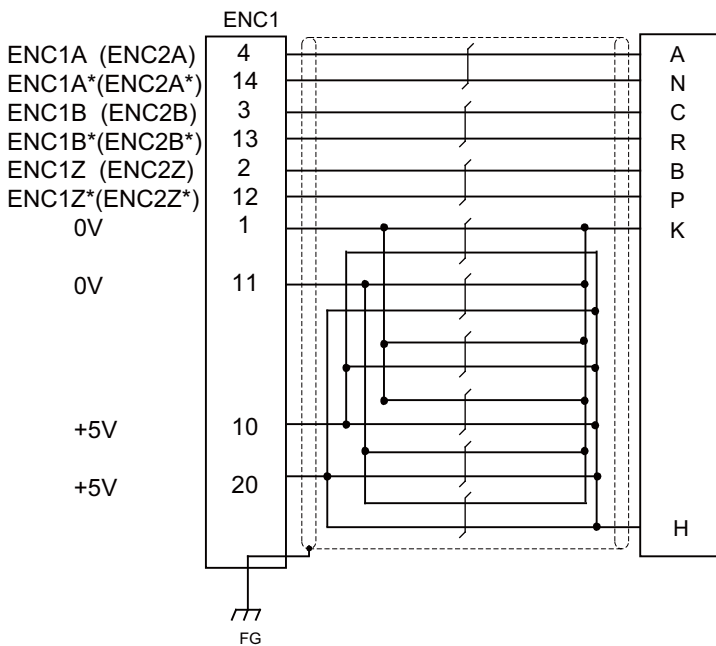 ENC1
ENC1A (ENC2A) 4 A
ENC1A*(ENC2A*) 14 N
ENC1B (ENC2B) 3 C
ENC1B*(ENC2B*) 13 R
ENC1Z (ENC2Z) 2 B
ENC1Z*(ENC2Z*) 12 P
0V 1 K
0V 11
+5V 10
+5V 20
H
FG